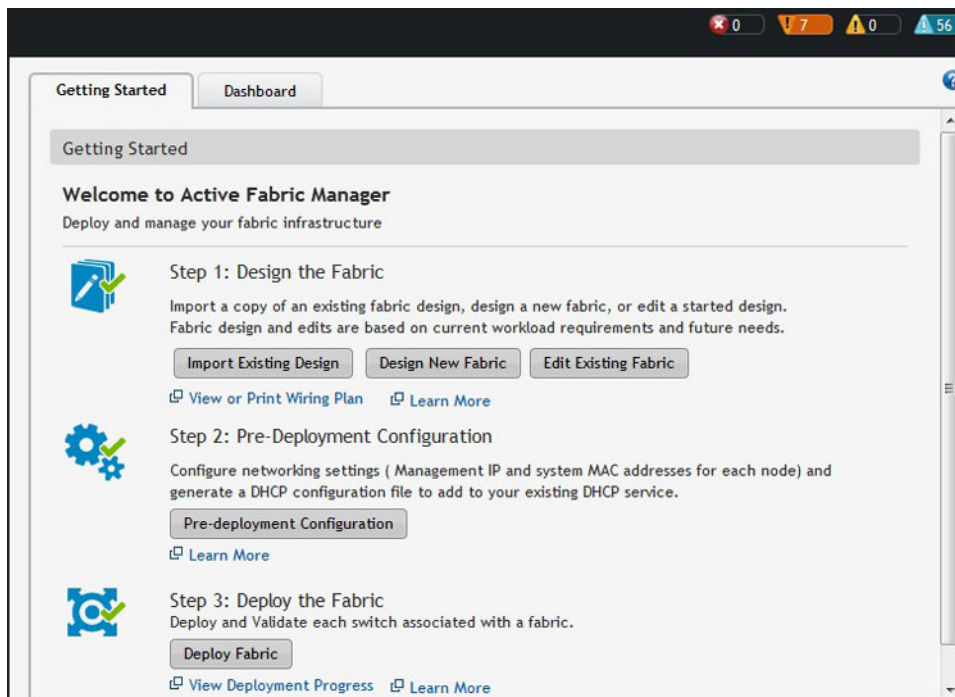 0 7 0 56
Getting Started Dashboard
Getting Started
Welcome to Active Fabric Manager
Deploy and manage your fabric infrastructure
Step 1: Design the Fabric
Import a copy of an existing fabric design, design a new fabric, or edit a started design.
Fabric design and edits are based on current workload requirements and future needs.
Import Existing Design Design New Fabric Edit Existing Fabric
View or Print Wiring Plan Learn More
Step 2: Pre-Deployment Configuration
Configure networking settings ( Management IP and system MAC addresses for each node) and
generate a DHCP configuration file to add to your existing DHCP service.
Pre-deployment Configuration
Learn More
Step 3: Deploy the Fabric
Deploy and Validate each switch associated with a fabric.
Deploy Fabric
View Deployment Progress Learn More